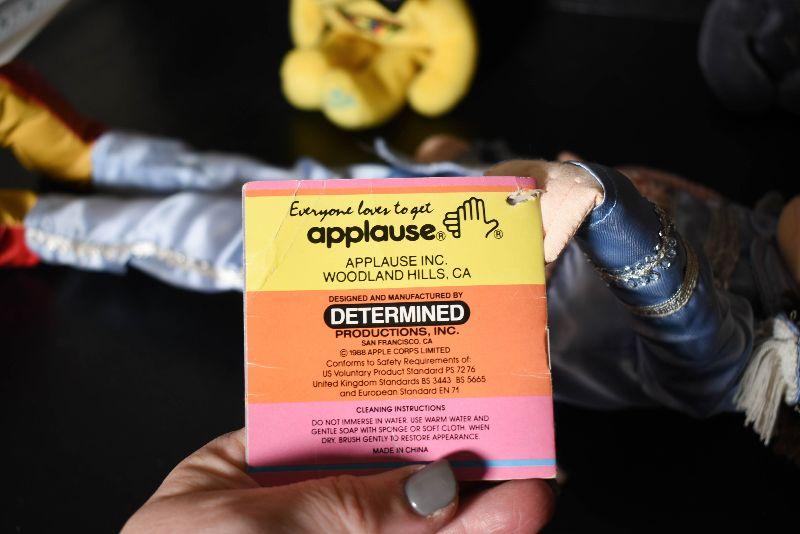 Everyone loves to get
applause®
®
APPLAUSE INC.
WOODLAND HILLS, CA
DESIGNED AND MANUFACTURED BY
DETERMINED
PRODUCTIONS, INC.
SAN FRANCISCO, CA
© 1988 APPLE CORPS LIMITED
Conforms to Safety Requirements of:
US Voluntary Product Standard PS 7276
United Kingdom Standards BS 3443 BS 5665
and European Standard EN 71
CLEANING INSTRUCTIONS
DO NOT IMMERSE IN WATER. USE WARM WATER AND
GENTLE SOAP WITH SPONGE OR SOFT CLOTH. WHEN
DRY, BRUSH GENTLY TO RESTORE APPEARANCE.
MADE IN CHINA